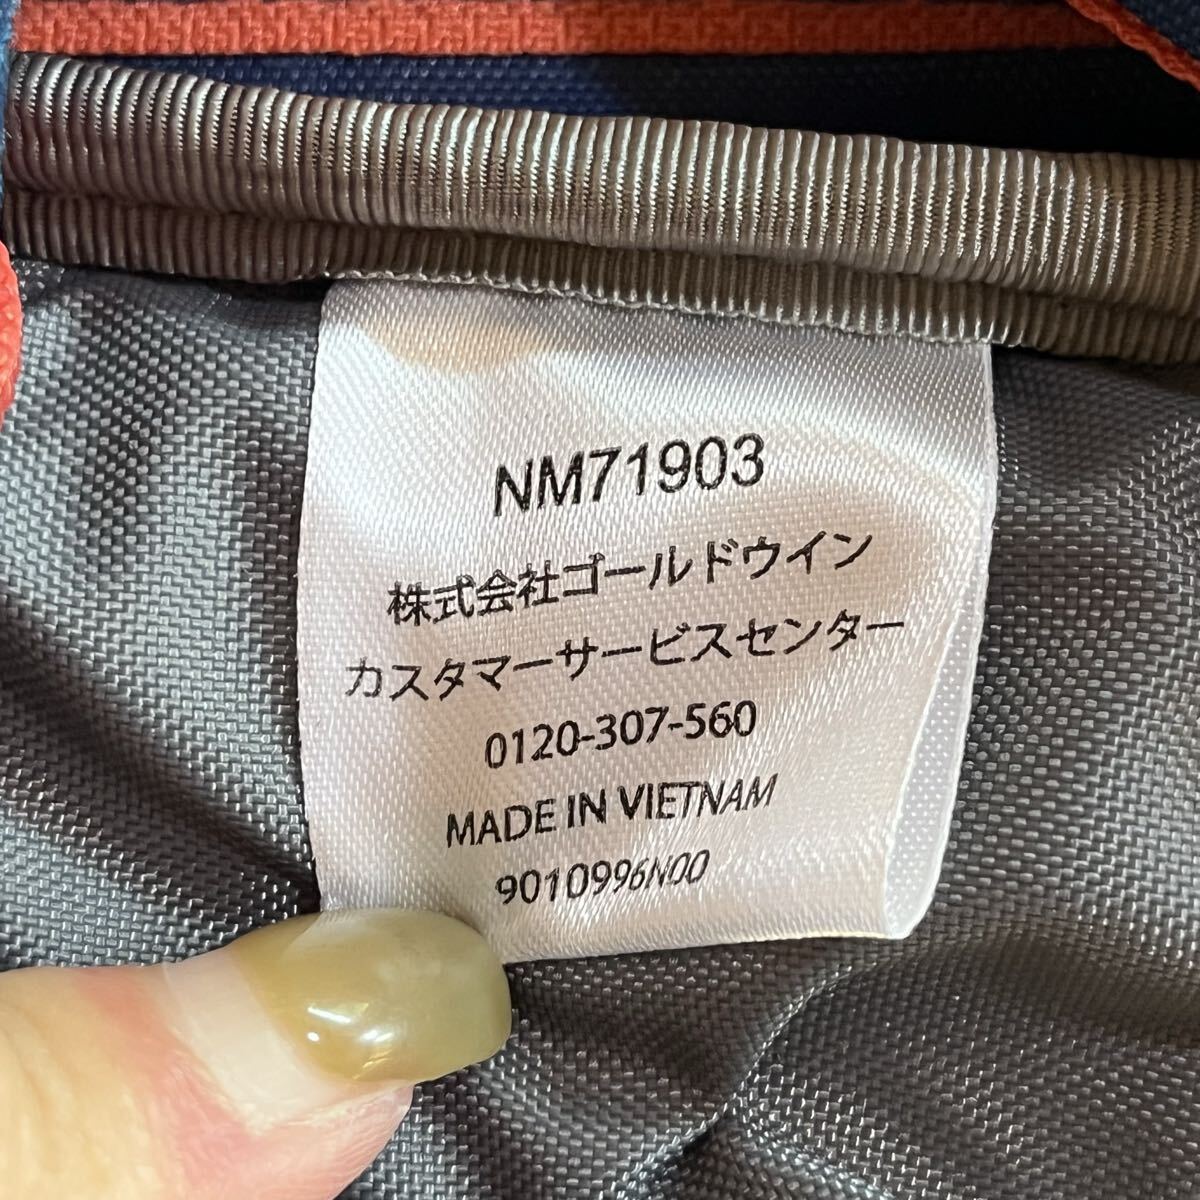 NM71903
株式会社ゴールドウイン
カスタマーサービスセンター
0120-307-560
MADE IN VIETNAM
9010996N00